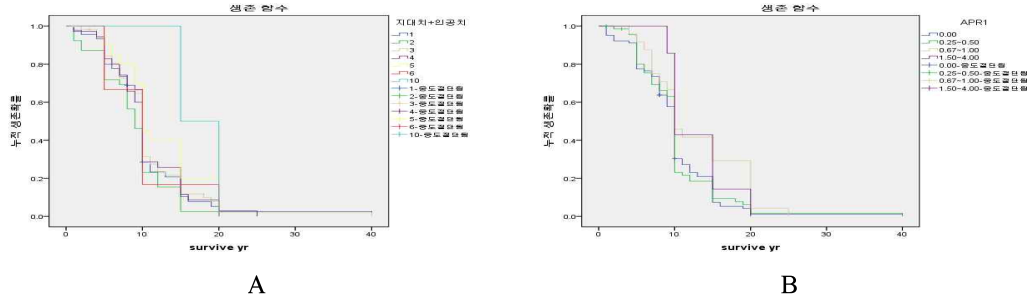 생존 함수
지대치+인공치
1
2
3
4
5
6
10
1-중도절단됨
2-중도절단됨
3-중도절단됨
4-중도절단됨
5-중도절단됨
6-중도절단됨
10-중도절단됨
누적 생존확률
1.0
0.8
0.6
0.4
0.2
0.0
0
10
20
30
40
survive yr
A
생존 함수
APR1
0.00
0.25~0.50
0.67~1.00
1.50~4.00
0.00-중도절단됨
0.25~0.50-중도절단됨
0.67~1.00-중도절단됨
1.50~4.00-중도절단됨
누적 생존확률
1.0
0.8
0.6
0.4
0.2
0.0
0
10
20
30
40
survive yr
B